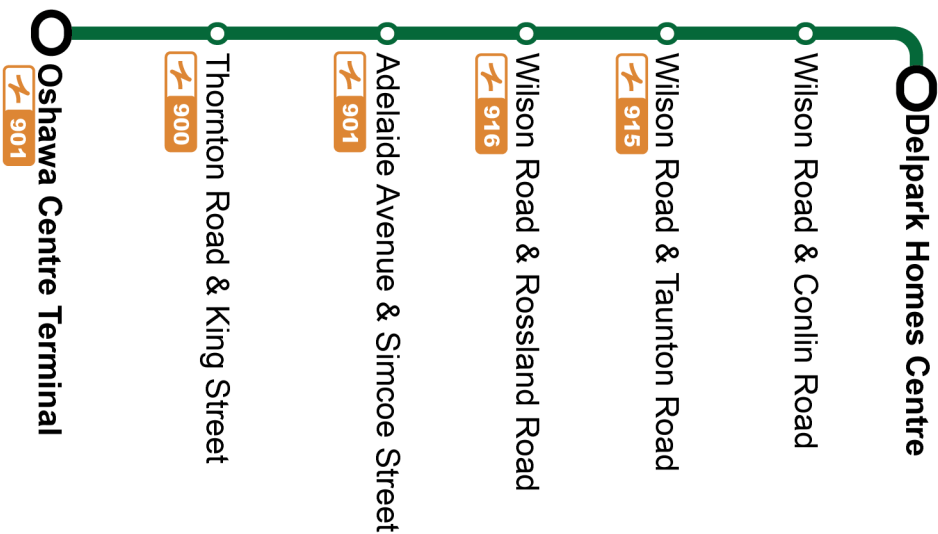 Oshawa Centre Terminal
901
Thornton Road & King Street
900
Adelaide Avenue & Simcoe Street
901
Wilson Road & Rossland Road
916
Wilson Road & Taunton Road
915
Wilson Road & Conlin Road
Delpark Homes Centre